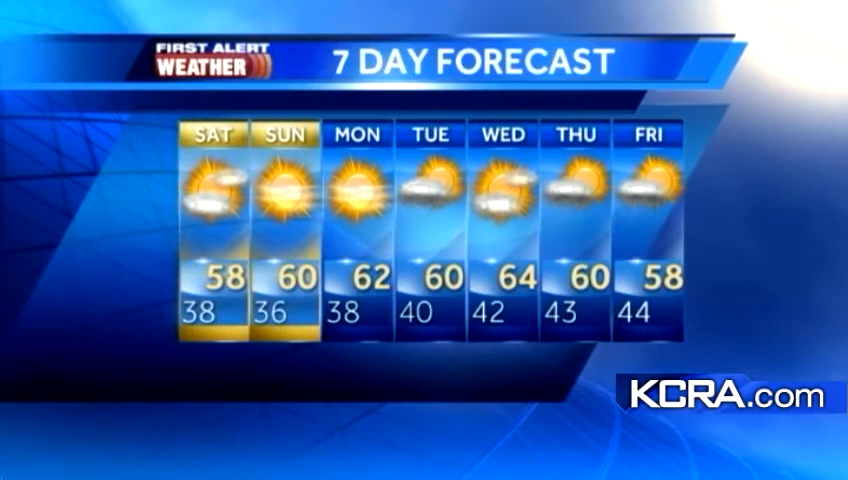 FIRST ALERT
WEATHER
7 DAY FORECAST
SAT SUN MON TUE WED THU FRI
58 60 62 60 64 60 58
38 36 38 40 42 43 44
KCRA.com